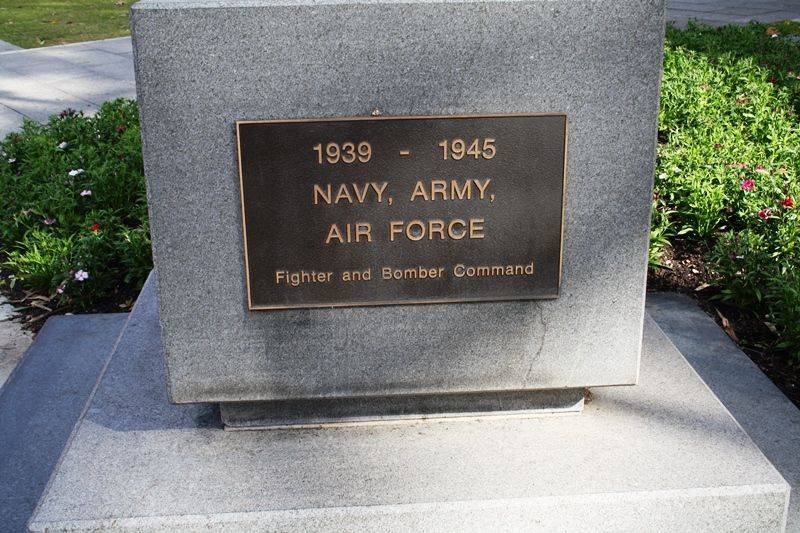 1939 - 1945
NAVY, ARMY,
AIR FORCE
Fighter and Bomber Command